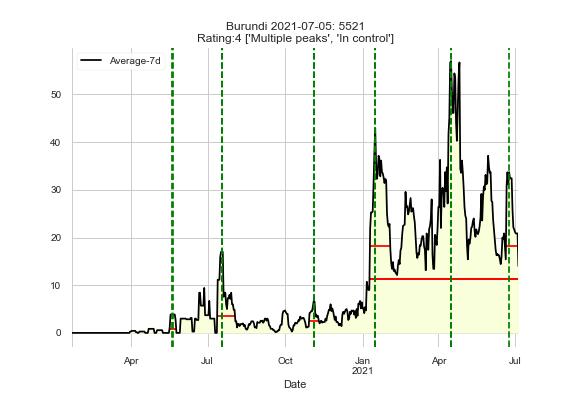 Burundi 2021-07-05: 5521
Rating:4 ['Multiple peaks', 'In control']
Average-7d
50
40
30
20
10
0
Apr
Jul
Oct
Jan
2021
Apr
Jul
Date